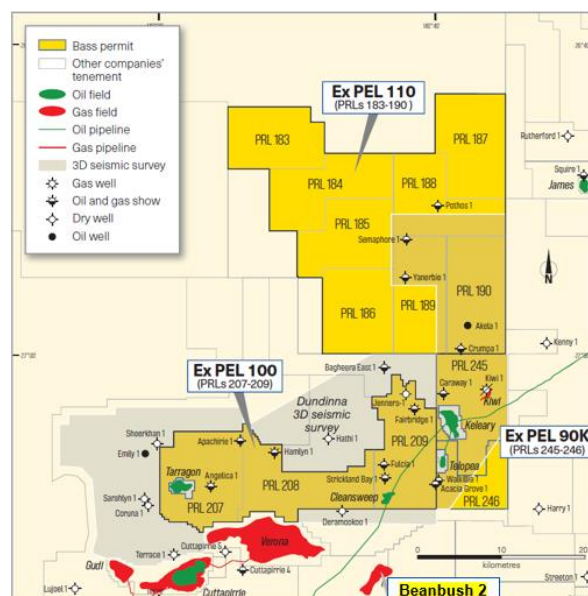 Bass permit
Other companies'
tenement
Oil field
Gas field
Oil pipeline
Gas pipeline
3D seismic survey
Gas well
Oil and gas show
Dry well
Oil well
Ex PEL 110
(PRLs 183-190)
PRL 183
PRL 187
Rutherford 1
PRL 184
PRL 188
Squire 1
James
Pothos 1
PRL 185
Semaphore 1
Yanerbie 1
N
PRL 186
PRL 189
PRL 190
Akela 1
Crumpa 1
Kenny 1
27°00'
Ex PEL 100
(PRLs 207-209)
Bagheera East 1
PRL 245
Caraway 1
Kiwi 1
Kiwi
Dundinna
3D seismic
survey
Jenners 1
Fairbridge 1
Keleary
Sheerkhan 1
Emily 1
Apachirie 1
Hathi 1
Hamlyn 1
PRL 209
Ex PEL 90K
(PRLs 245-246)
Telopea
Tarragon
Angelica 1
Fulcra 1
Strickland Bay 1
Walkillia 1
Acacia Grove 1
PRL 208
PRL 207
Cleansweep
PRL 246
Sarshlyn 1
Coruna 1
Deramookoo 1
Harry 1
Verona
Terrace 1
Cuttapirrie 5
Gudi
Cuttapirrie 4
Cuttapirrie
Lujoel 1
0
10
20
kilometres
Streeton 1
Beanbush 2